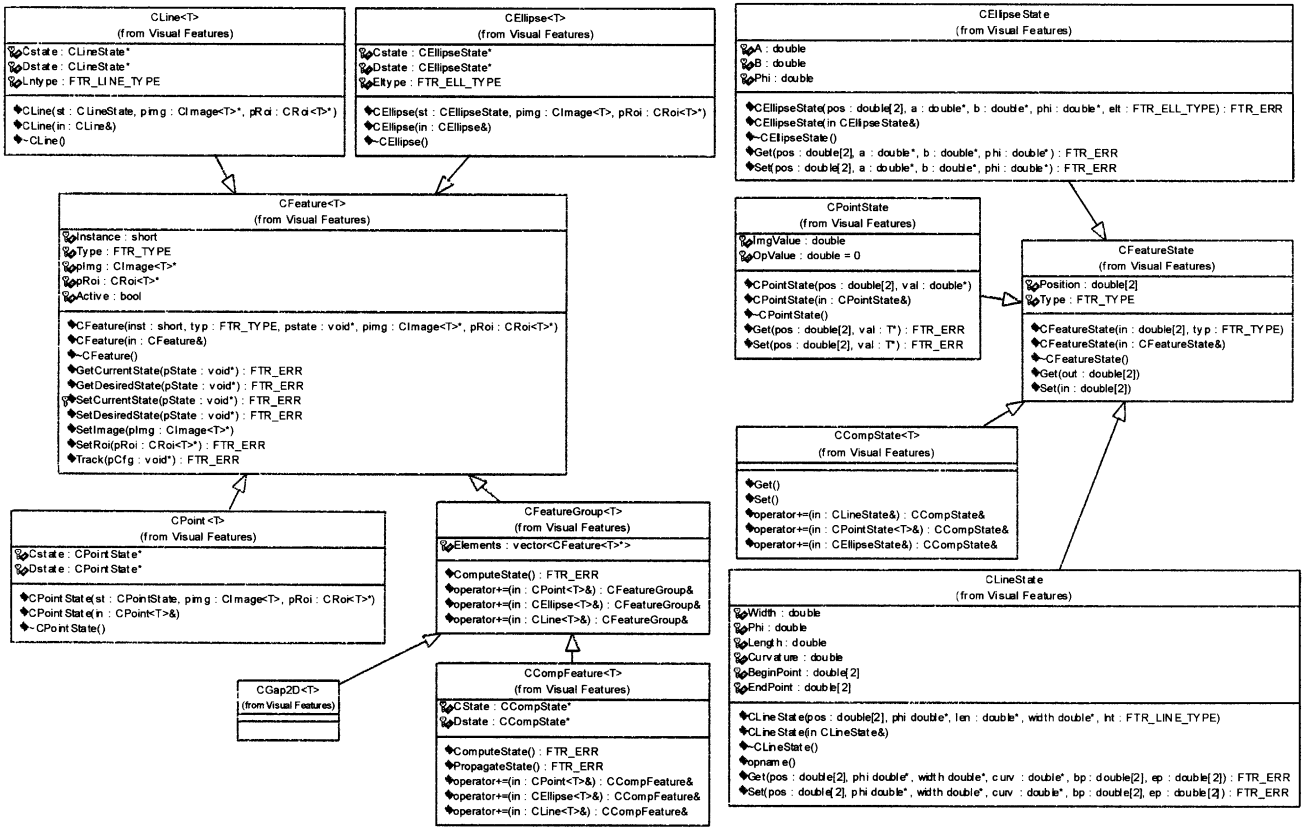 CLine<T>
(from Visual Features)
Cstate : CLineState*
Dstate : CLineState*
Lntype : FTR_LINE_TYPE
CLine(st : CLineState, pimg : CImage<T>*, pRoi : CRoi<T>*)
CLine(in : CLine&)
~CLine()
CEllipse<T>
(from Visual Features)
Cstate : CEllipseState*
Dstate : CEllipseState*
Eltype : FTR_ELL_TYPE
CEllipse(st : CEllipseState, pimg : CImage<T>, pRoi : CRoi<T>*)
CEllipse(in : CEllipse&)
~CEllipse()
CFeature<T>
(from Visual Features)
Instance : short
Type : FTR_TYPE
pImg : CImage<T>*
pRoi : CRoi<T>*
Active : bool
CFeature(inst : short, typ : FTR_TYPE, pstate : void*, pimg : CImage<T>*, pRoi : CRoi<T>*)
CFeature(in : CFeature&)
~CFeature()
GetCurrentState(pState : void*) : FTR_ERR
GetDesiredState(pState : void*) : FTR_ERR
SetCurrentState(pState : void*) : FTR_ERR
SetDesiredState(pState : void*) : FTR_ERR
SetImage(pImg : CImage<T>*)
SetRoi(pRoi : CRoi<T>*) : FTR_ERR
Track(pCfg : void*) : FTR_ERR
CPoint<T>
(from Visual Features)
Cstate : CPointState*
Dstate : CPointState*
CPointState(st : CPointState, pimg : CImage<T>, pRoi : CRoi<T>*)
CPointState(in : CPoint<T>&)
~CPointState()
CFeatureGroup<T>
(from Visual Features)
Elements : vector<CFeature<T>*>
ComputeState() : FTR_ERR
operator+=(in : CPoint<T>&) : CFeatureGroup&
operator+=(in : CEllipse<T>&) : CFeatureGroup&
operator+=(in : CLine<T>&) : CFeatureGroup&
CGap2D<T>
(from Visual Features)
CCompFeature<T>
(from Visual Features)
CState : CCompState*
Dstate : CCompState*
ComputeState() : FTR_ERR
PropagateState() : FTR_ERR
operator+=(in : CPoint<T>&) : CCompFeature&
operator+=(in : CEllipse<T>&) : CCompFeature&
operator+=(in : CLine<T>&) : CCompFeature&
CEllipseState
(from Visual Features)
A : double
B : double
Phi : double
CEllipseState(pos : double[2], a : double*, b : double*, phi : double*, elt : FTR_ELL_TYPE) : FTR_ERR
CEllipseState(in CEllipseState&)
~CEllipseState()
Get(pos : double[2], a : double*, b : double*, phi : double*) : FTR_ERR
Set(pos : double[2], a : double*, b : double*, phi : double*) : FTR_ERR
CPointState
(from Visual Features)
ImgValue : double
OpValue : double = 0
CPointState(pos : double[2], val : double*)
CPointState(in : CPointState&)
~CPointState()
Get(pos : double[2], val : T*) : FTR_ERR
Set(pos : double[2], val : T*) : FTR_ERR
CFeatureState
(from Visual Features)
Position : double[2]
Type : FTR_TYPE
CFeatureState(in : double[2], typ : FTR_TYPE)
CFeatureState(in : CFeatureState&)
~CFeatureState()
Get(out : double[2])
Set(in : double[2])
CCompState<T>
(from Visual Features)
Get()
Set()
operator+=(in : CLineState&) : CCompState&
operator+=(in : CPointState<T>&) : CCompState&
operator+=(in : CEllipseState&) : CCompState&
CLineState
(from Visual Features)
Width : double
Phi : double
Length : double
Curvature : double
BeginPoint : double[2]
EndPoint : double[2]
CLineState(pos : double[2], phi double*, len : double*, width double*, lnt : FTR_LINE_TYPE)
CLineState(in CLineState&)
~CLineState()
opname()
Get(pos : double[2], phi double*, width double*, curv : double*, bp : double[2], ep : double[2]) : FTR_ERR
Set(pos : double[2], phi double*, width double*, curv : double*, bp : double[2], ep : double[2]) : FTR_ERR